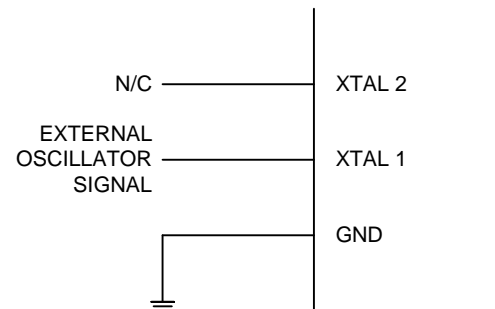 N/C
XTAL 2
EXTERNAL
OSCILLATOR
SIGNAL
XTAL 1
GND